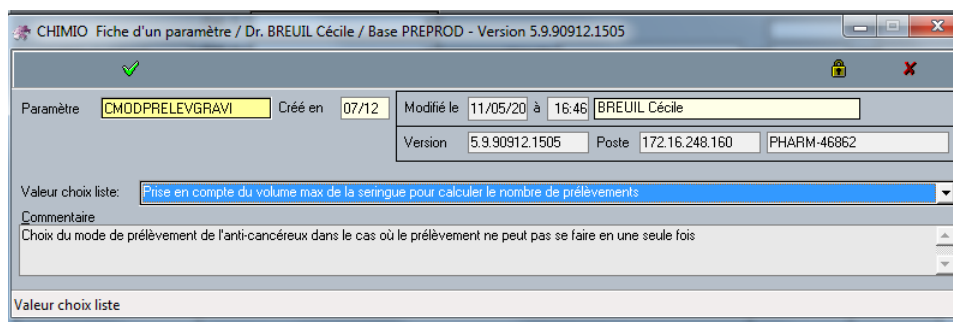 CHIMIO Fiche d'un paramètre / Dr. BREUIL Cécile / Base PREPROD - Version 5.9.90912.1505
Paramètre CMODPRELEVGRAVI Créé en 07/12 Modifié le 11/05/20 à 16:46 BREUIL Cécile
Version 5.9.90912.1505 Poste 172.16.248.160 PHARM-46862
Valeur choix liste: Prise en compte du volume max de la seringue pour calculer le nombre de prélèvements
Commentaire
Choix du mode de prélèvement de l'anti-cancéreux dans le cas où le prélèvement ne peut pas se faire en une seule fois
Valeur choix liste